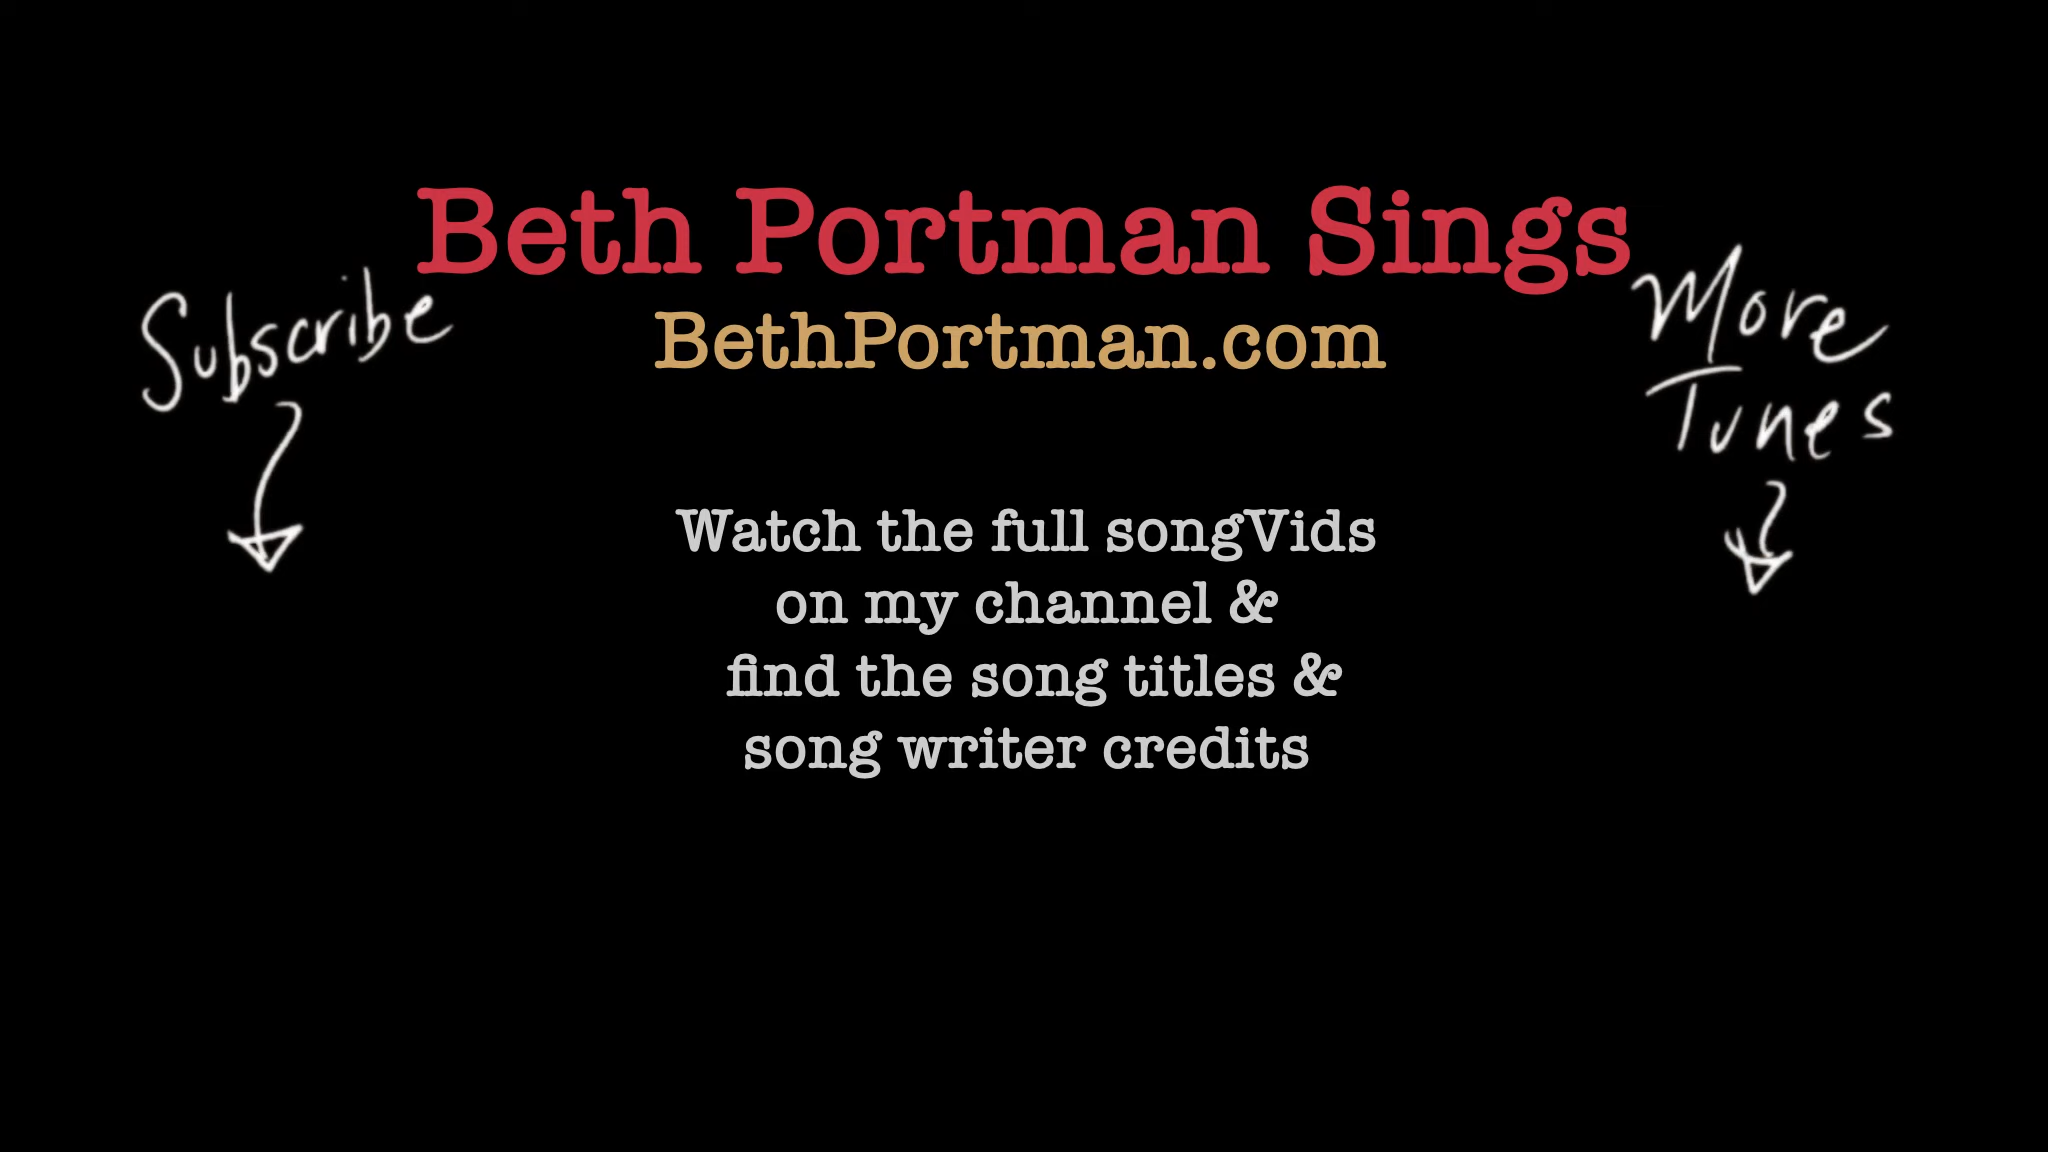 Beth Portman Sings
BethPortman.com
Subscribe
More
Tunes
Watch the full songVids
on my channel &
find the song titles &
song writer credits